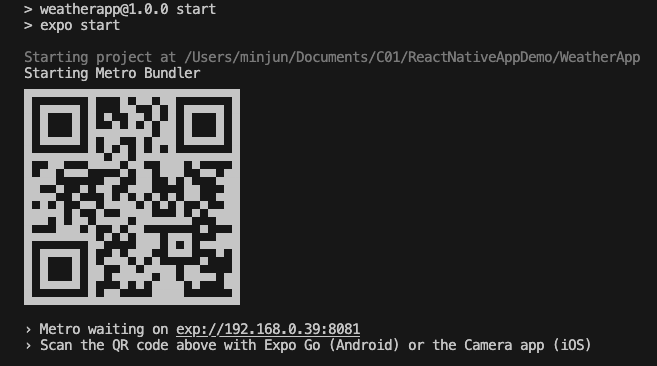 > weatherapp@1.0.0 start
> expo start
Starting project at /Users/minjun/Documents/C01/ReactNativeAppDemo/WeatherApp
Starting Metro Bundler
› Metro waiting on exp://192.168.0.39:8081
› Scan the QR code above with Expo Go (Android) or the Camera app (iOS)